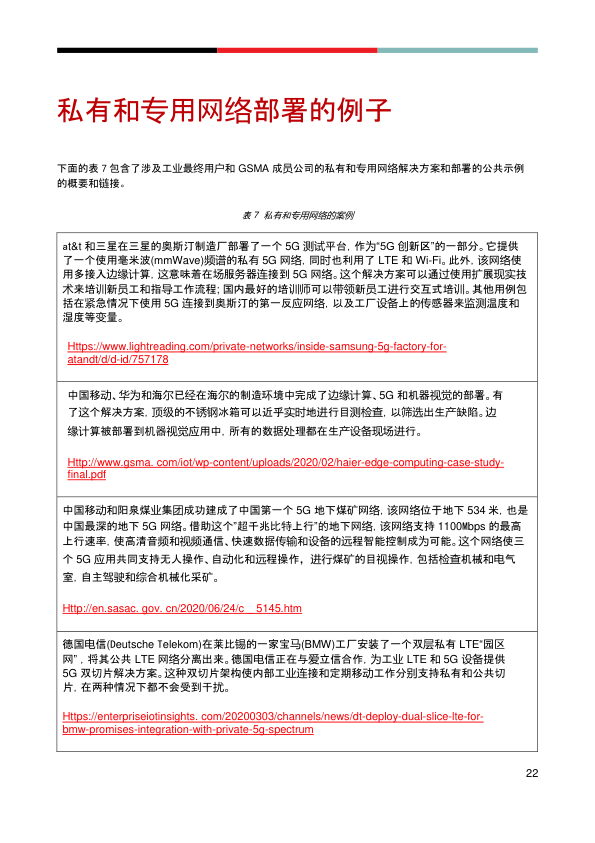 私有和专用网络部署的例子
下面的表 7 包含了涉及工业最终用户和 GSMA 成员公司的私有和专用网络解决方案和部署的公共示例
的概要和链接。
表 7 私有和专用网络的案例
at&t 和三星在三星的奥斯汀制造厂部署了一个 5G 测试平台, 作为“5G 创新区”的一部分。它提供
了一个使用毫米波(mmWave)频谱的私有 5G 网络, 同时也利用了 LTE 和 Wi-Fi。此外, 该网络使
用多接入边缘计算, 这意味着在场服务器连接到 5G 网络。这个解决方案可以通过使用扩展现实技
术来培训新员工和指导工作流程; 国内最好的培训师可以带领新员工进行交互式培训。其他用例包
括在紧急情况下使用 5G 连接到奥斯汀的第一反应网络, 以及工厂设备上的传感器来监测温度和
湿度等变量。
Https://www.lightreading.com/private-networks/inside-samsung-5g-factory-for-
atandt/d/d-id/757178
中国移动、华为和海尔已经在海尔的制造环境中完成了边缘计算、5G 和机器视觉的部署。有
了这个解决方案, 顶级的不锈钢冰箱可以近乎实时地进行目测检查, 以筛选出生产缺陷。边
缘计算被部署到机器视觉应用中, 所有的数据处理都在生产设备现场进行。
Http://www.gsma. com/iot/wp-content/uploads/2020/02/haier-edge-computing-case-study-
final.pdf
中国移动和阳泉煤业集团成功建成了中国第一个 5G 地下煤矿网络, 该网络位于地下 534 米, 也是
中国最深的地下 5G 网络。借助这个”超千兆比特上行”的地下网络, 该网络支持 1100Mbps 的最高
上行速率, 使高清音频和视频通信、快速数据传输和设备的远程智能控制成为可能。这个网络使三
个 5G 应用共同支持无人操作、自动化和远程操作，进行煤矿的目视操作, 包括检查机械和电气
室, 自主驾驶和综合机械化采矿。
Http://en.sasac. gov. cn/2020/06/24/c__5145.htm
德国电信(Deutsche Telekom)在莱比锡的一家宝马(BMW)工厂安装了一个双层私有 LTE“园区
网” , 将其公共 LTE 网络分离出来。德国电信正在与爱立信合作, 为工业 LTE 和 5G 设备提供
5G 双切片解决方案。这种双切片架构使内部工业连接和定期移动工作分别支持私有和公共切
片, 在两种情况下都不会受到干扰。
Https://enterpriseiotinsights. com/20200303/channels/news/dt-deploy-dual-slice-lte-for-
bmw-promises-integration-with-private-5g-spectrum
22